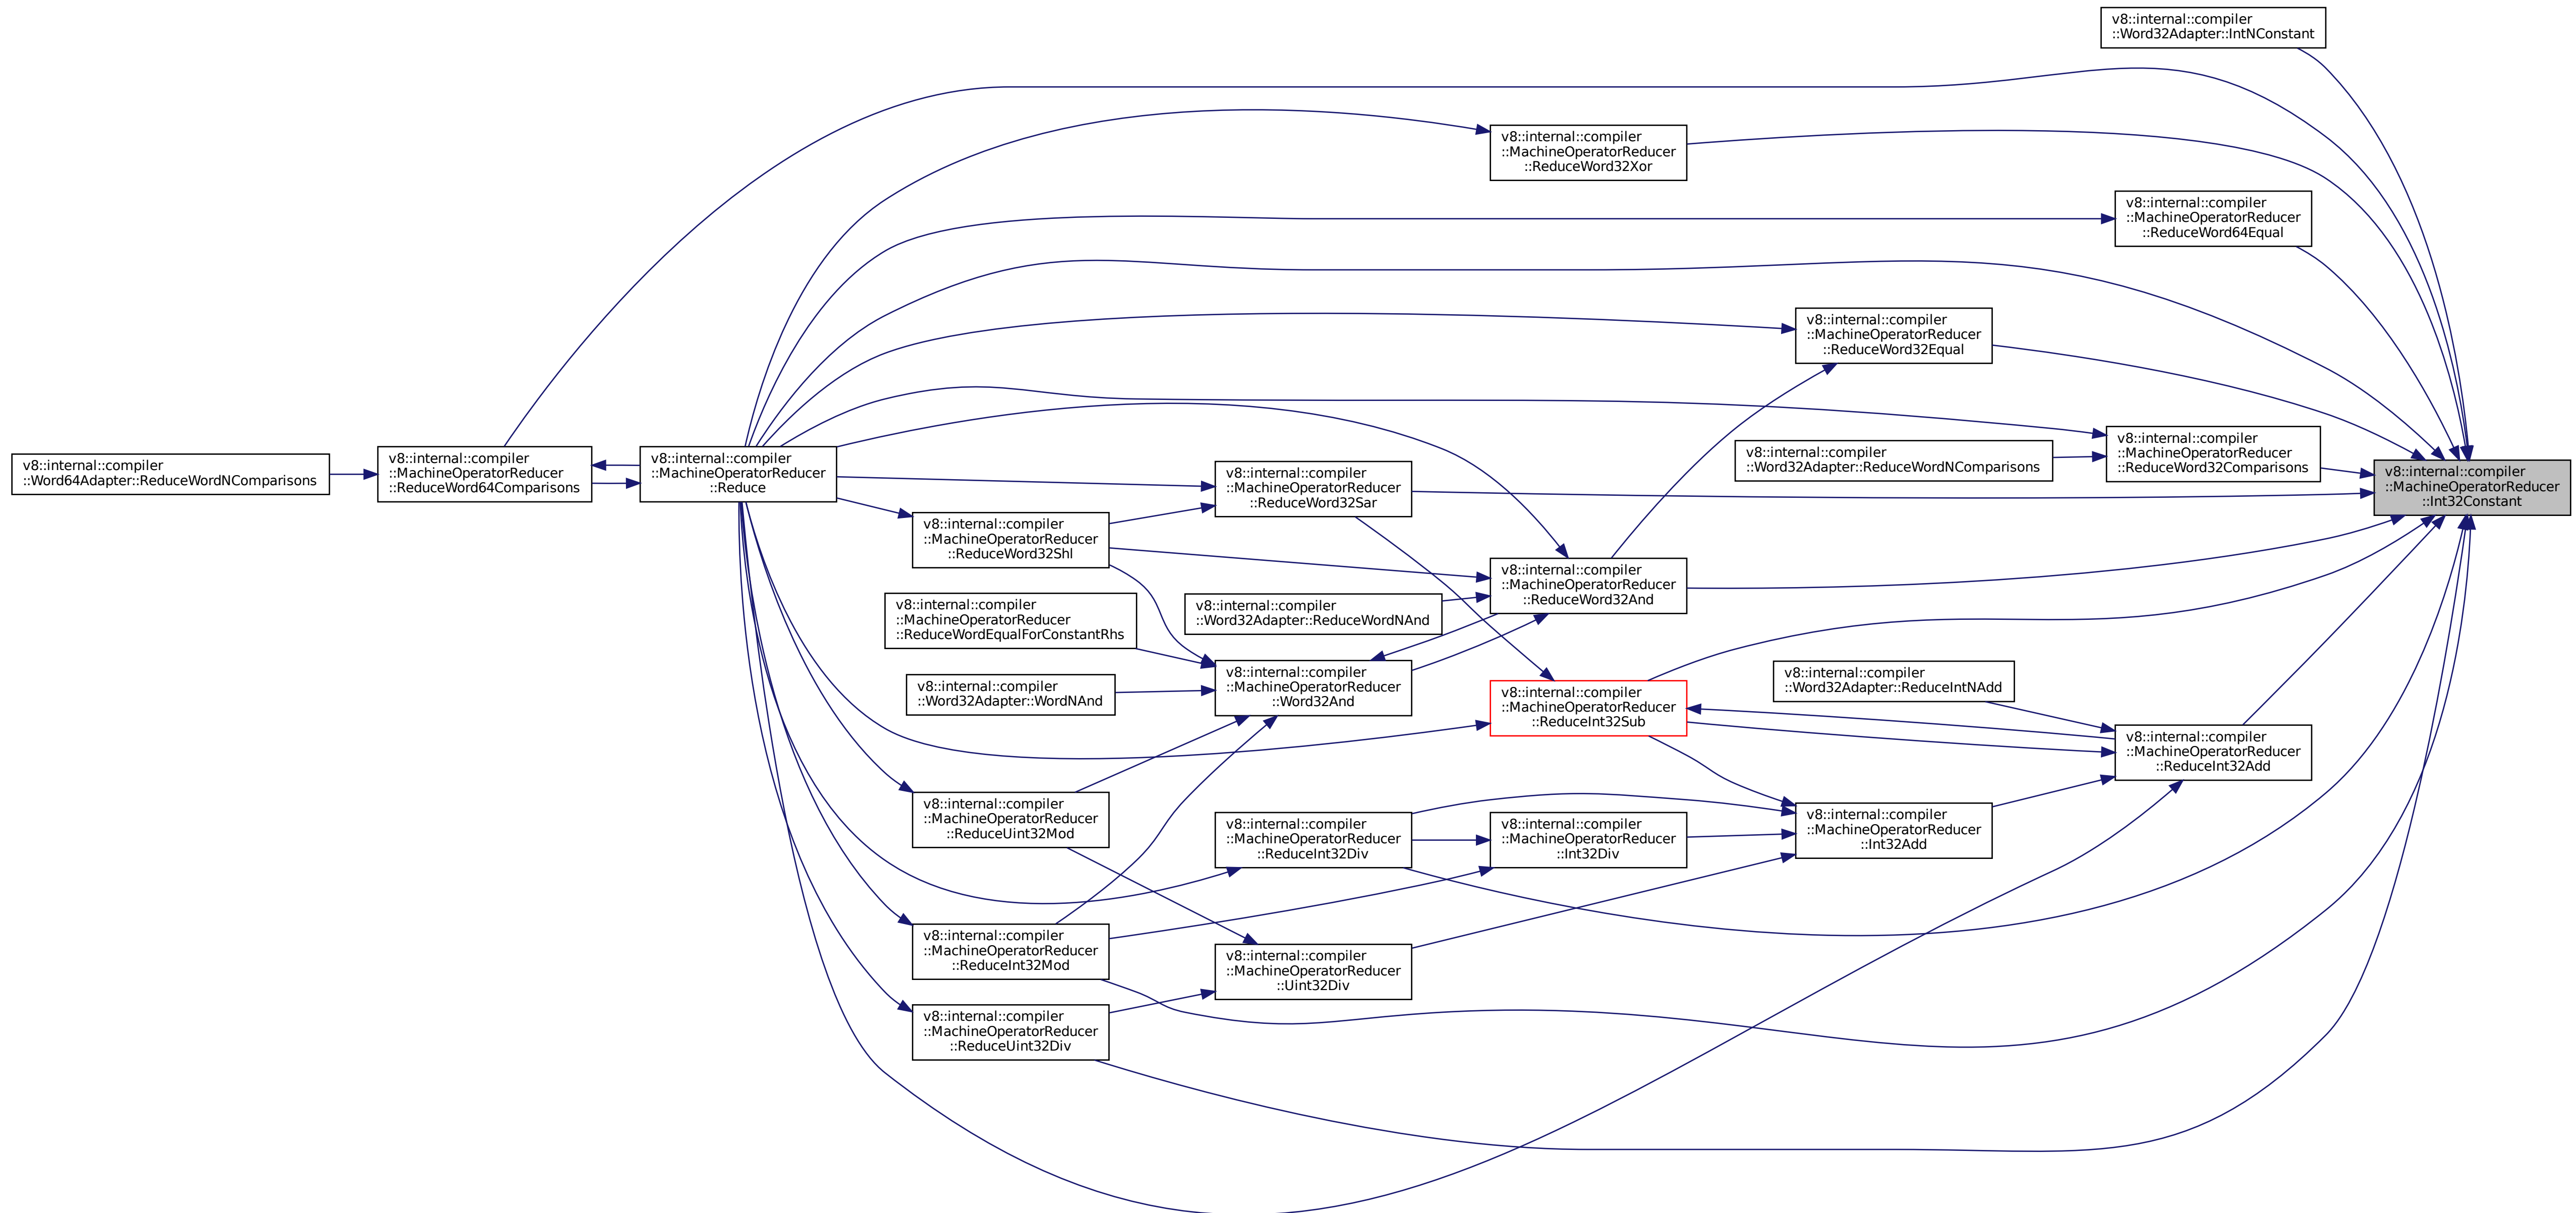 v8::internal::compiler
::Word32Adapter::IntNConstant
v8::internal::compiler
::MachineOperatorReducer
::ReduceWord32Xor
v8::internal::compiler
::MachineOperatorReducer
::ReduceWord64Equal
v8::internal::compiler
::MachineOperatorReducer
::ReduceWord32Equal
v8::internal::compiler
::MachineOperatorReducer
::ReduceWord32Comparisons
v8::internal::compiler
::Word32Adapter::ReduceWordNComparisons
v8::internal::compiler
::MachineOperatorReducer
::Int32Constant
v8::internal::compiler
::Word64Adapter::ReduceWordNComparisons
v8::internal::compiler
::MachineOperatorReducer
::ReduceWord64Comparisons
v8::internal::compiler
::MachineOperatorReducer
::Reduce
v8::internal::compiler
::MachineOperatorReducer
::ReduceWord32Sar
v8::internal::compiler
::MachineOperatorReducer
::ReduceWord32Shl
v8::internal::compiler
::MachineOperatorReducer
::ReduceWord32And
v8::internal::compiler
::MachineOperatorReducer
::ReduceWordEqualForConstantRhs
v8::internal::compiler
::Word32Adapter::ReduceWordNAnd
v8::internal::compiler
::Word32Adapter::WordNAnd
v8::internal::compiler
::MachineOperatorReducer
::Word32And
v8::internal::compiler
::MachineOperatorReducer
::ReduceInt32Sub
v8::internal::compiler
::Word32Adapter::ReduceIntNAdd
v8::internal::compiler
::MachineOperatorReducer
::ReduceInt32Add
v8::internal::compiler
::MachineOperatorReducer
::ReduceUint32Mod
v8::internal::compiler
::MachineOperatorReducer
::ReduceInt32Div
v8::internal::compiler
::MachineOperatorReducer
::Int32Div
v8::internal::compiler
::MachineOperatorReducer
::Int32Add
v8::internal::compiler
::MachineOperatorReducer
::ReduceInt32Mod
v8::internal::compiler
::MachineOperatorReducer
::Uint32Div
v8::internal::compiler
::MachineOperatorReducer
::ReduceUint32Div